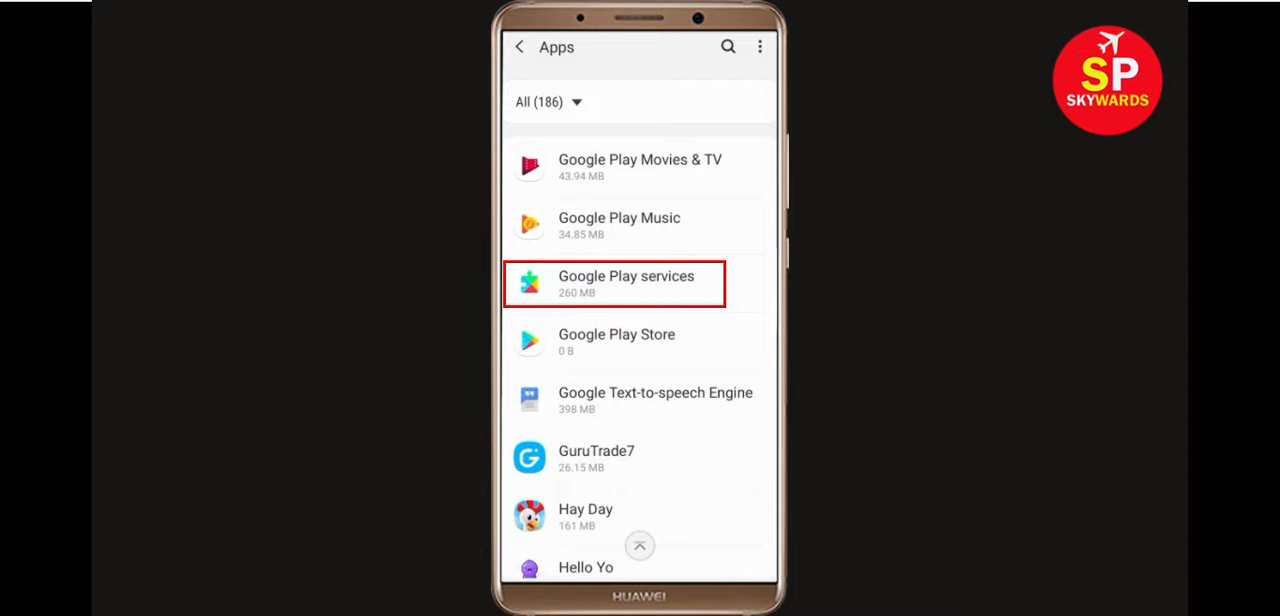 Apps
SP
SKYWARDS
All (186)
Google Play Movies & TV
43.94 MB
Google Play Music
34.85 MB
Google Play services
260 MB
Google Play Store
0 B
Google Text-to-speech Engine
398 MB
GuruTrade7
26.15 MB
Hay Day
161 MB
Hello Yo
HUAWEI